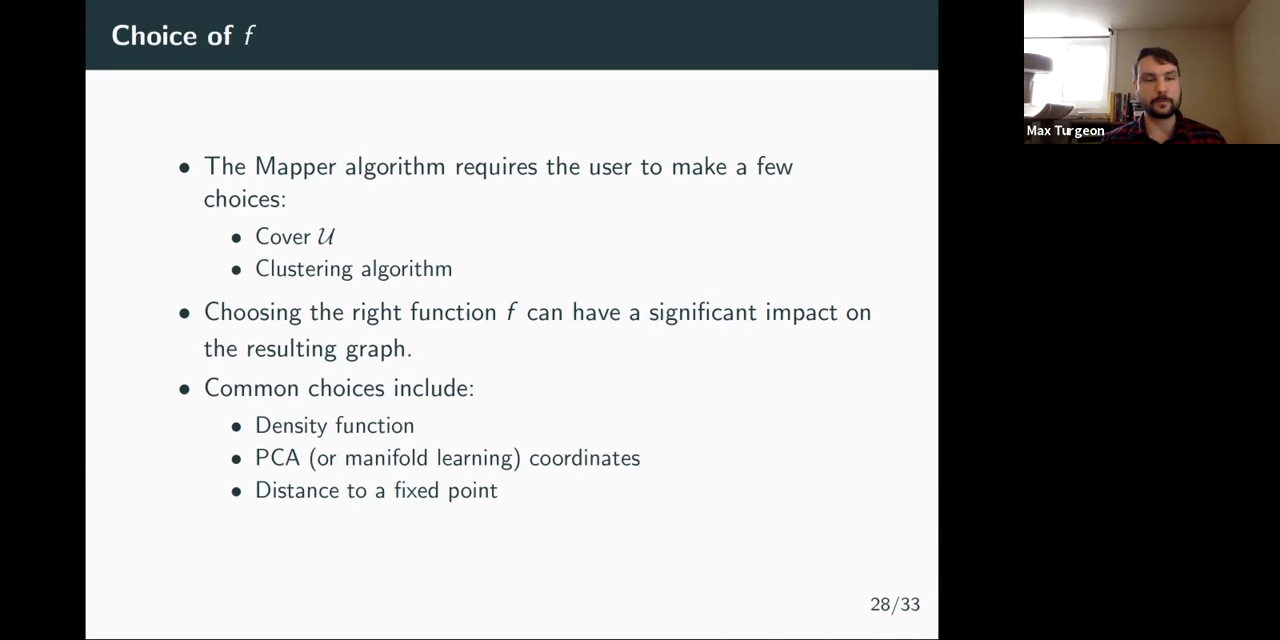 Choice of f
• The Mapper algorithm requires the user to make a few
choices:
• Cover 𝒰
• Clustering algorithm
• Choosing the right function f can have a significant impact on
the resulting graph.
• Common choices include:
• Density function
• PCA (or manifold learning) coordinates
• Distance to a fixed point
28/33
Max Turgeon